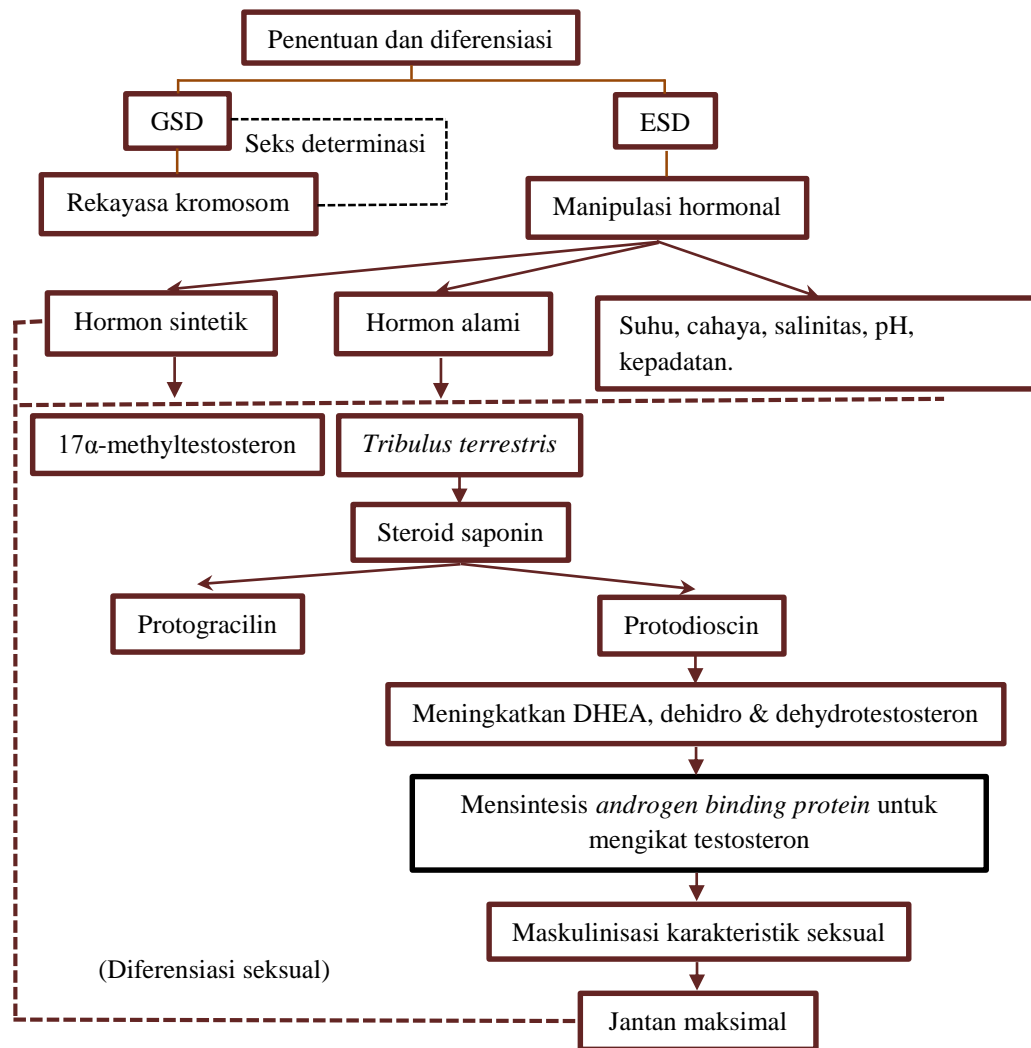 Penentuan dan diferensiasi
GSD
ESD
Seks determinasi
Rekayasa kromosom
Manipulasi hormonal
Hormon sintetik
Hormon alami
Suhu, cahaya, salinitas, pH,
kepadatan.
17α-methyltestosteron
Tribulus terrestris
Steroid saponin
Protogracilin
Protodioscin
Meningkatkan DHEA, dehidro & dehydrotestosteron
Mensintesis androgen binding protein untuk
mengikat testosteron
Maskulinisasi karakteristik seksual
(Diferensiasi seksual)
Jantan maksimal